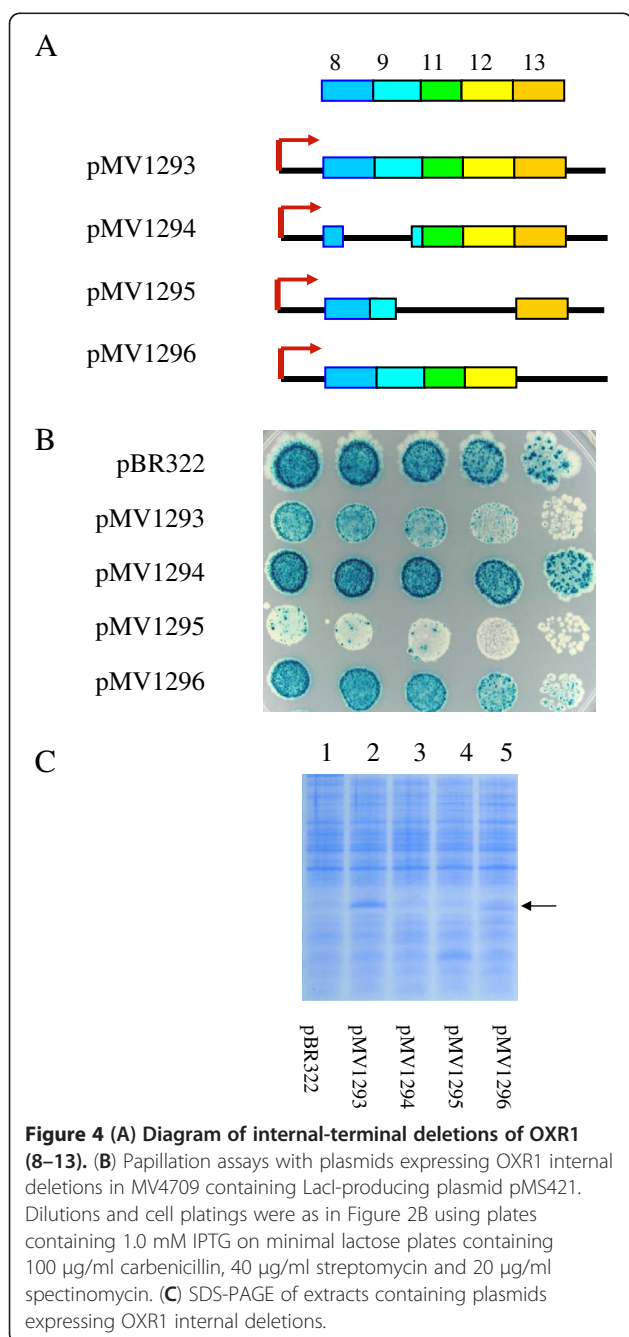 A
8 9 11 12 13
pMV1293
pMV1294
pMV1295
pMV1296
B
pBR322
pMV1293
pMV1294
pMV1295
pMV1296
C
1 2 3 4 5
pBR322
pMV1293
pMV1294
pMV1295
pMV1296
Figure 4 (A) Diagram of internal-terminal deletions of OXR1
(8–13). (B) Papillation assays with plasmids expressing OXR1 internal
deletions in MV4709 containing LacI-producing plasmid pMS421.
Dilutions and cell platings were as in Figure 2B using plates
containing 1.0 mM IPTG on minimal lactose plates containing
100 μg/ml carbenicillin, 40 μg/ml streptomycin and 20 μg/ml
spectinomycin. (C) SDS-PAGE of extracts containing plasmids
expressing OXR1 internal deletions.